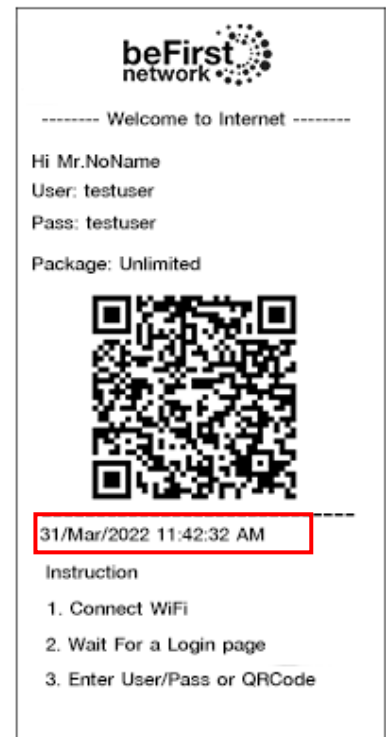 beFirst
network
-------- Welcome to Internet --------
Hi Mr.NoName
User: testuser
Pass: testuser
Package: Unlimited
31/Mar/2022 11:42:32 AM
Instruction
1. Connect WiFi
2. Wait For a Login page
3. Enter User/Pass or QRCode